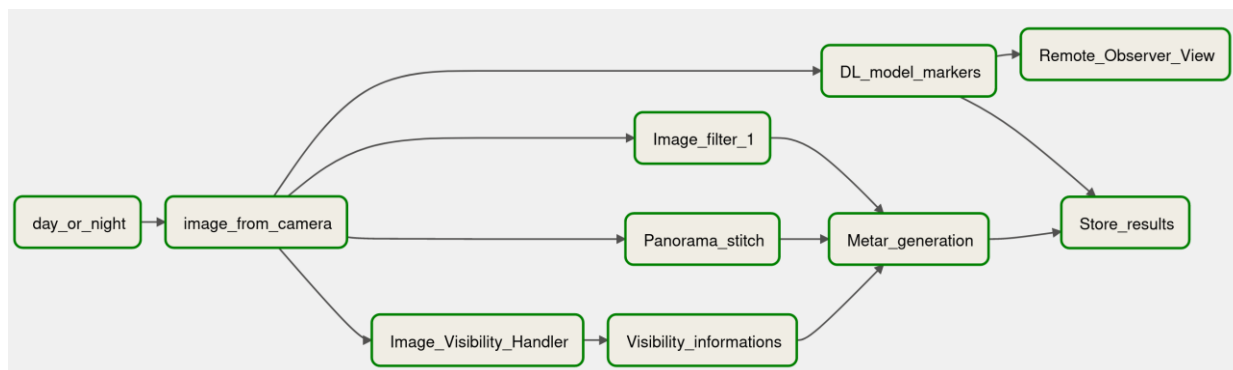 Remote_Observer_View
DL_model_markers
Image_filter_1
day_or_night
image_from_camera
Store_results
Panorama_stitch
Metar_generation
Image_Visibility_Handler
Visibility_informations